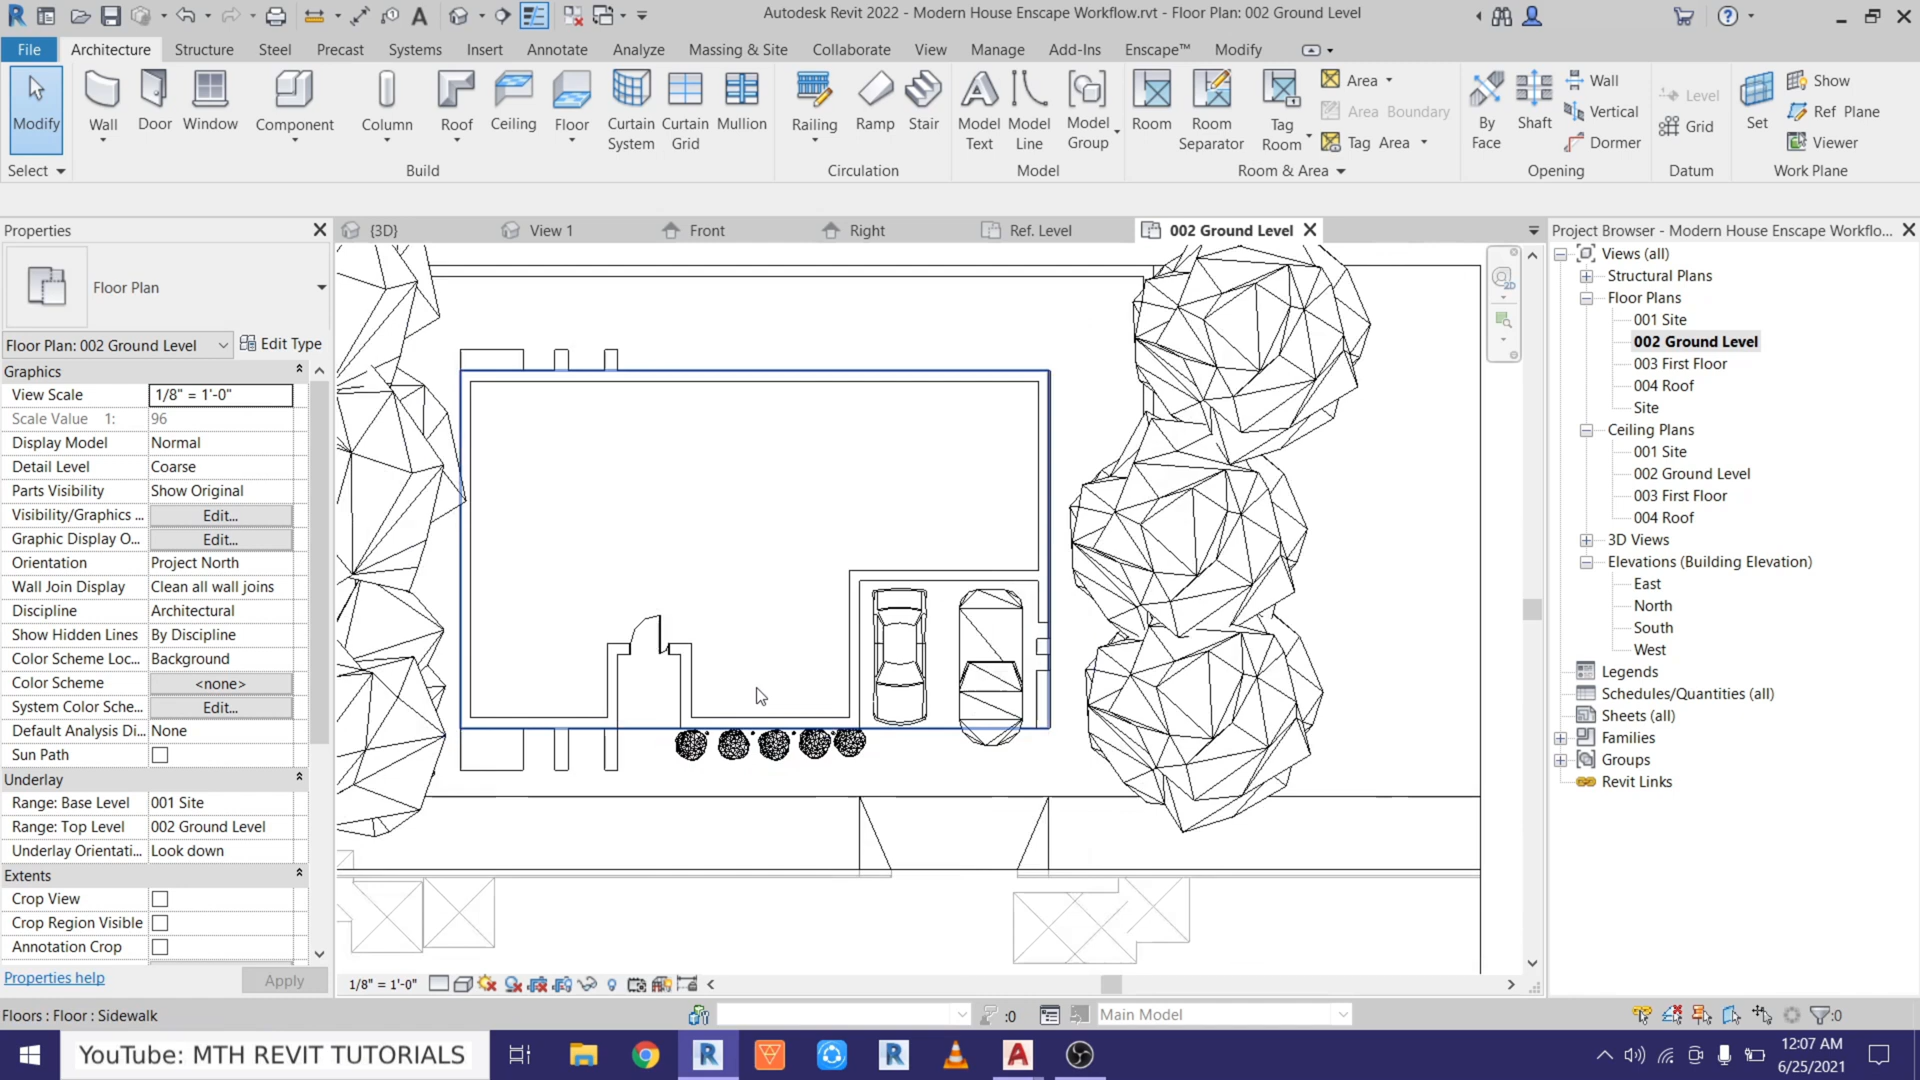 Autodesk Revit 2022 - Modern House Enscape Workflow.rvt - Floor Plan: 002 Ground Level
File Architecture Structure Steel Precast Systems Insert Annotate Analyze Massing & Site Collaborate View Manage Add-Ins Enscape™ Modify
Modify
Wall
Door
Window
Component
Column
Roof
Ceiling
Floor
Curtain System
Curtain Grid
Mullion
Railing
Ramp
Stair
Model Text
Model Line
Model Group
Room
Room Separator
Tag Room
Area
Area Boundary
Tag Area
By Face
Shaft
Wall
Vertical
Dormer
Level
Grid
Set
Show
Ref Plane
Viewer
Select Build Circulation Model Room & Area Opening Datum Work Plane
Properties
{3D} View 1 Front Right Ref. Level 002 Ground Level
Project Browser - Modern House Enscape Workflo...
Floor Plan
Floor Plan: 002 Ground Level Edit Type
Graphics
View Scale 1/8" = 1'-0"
Scale Value 1: 96
Display Model Normal
Detail Level Coarse
Parts Visibility Show Original
Visibility/Graphics ... Edit...
Graphic Display O... Edit...
Orientation Project North
Wall Join Display Clean all wall joins
Discipline Architectural
Show Hidden Lines By Discipline
Color Scheme Loc... Background
Color Scheme <none>
System Color Sche... Edit...
Default Analysis Di... None
Sun Path
Underlay
Range: Base Level 001 Site
Range: Top Level 002 Ground Level
Underlay Orientati... Look down
Extents
Crop View
Crop Region Visible
Annotation Crop
Properties help Apply
Views (all)
Structural Plans
Floor Plans
001 Site
002 Ground Level
003 First Floor
004 Roof
Site
Ceiling Plans
001 Site
002 Ground Level
003 First Floor
004 Roof
3D Views
Elevations (Building Elevation)
East
North
South
West
Legends
Schedules/Quantities (all)
Sheets (all)
Families
Groups
Revit Links
2D
1/8" = 1'-0"
Floors : Floor : Sidewalk
:0
Main Model
:0
YouTube: MTH REVIT TUTORIALS
12:07 AM
6/25/2021